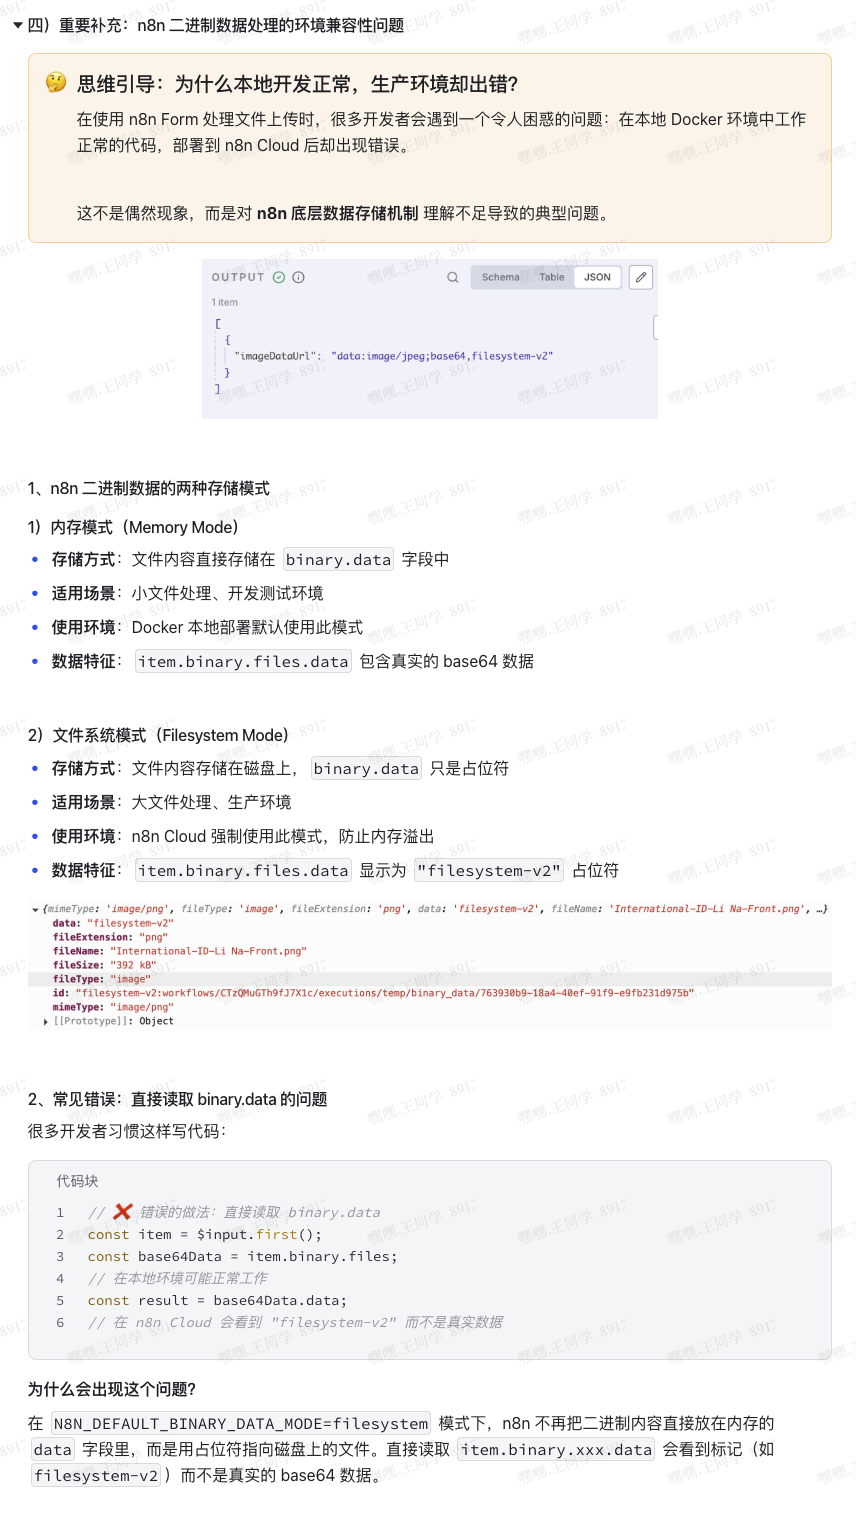 四）重要补充：n8n 二进制数据处理的环境兼容性问题
🤔 思维引导：为什么本地开发正常，生产环境却出错？
在使用 n8n Form 处理文件上传时，很多开发者会遇到一个令人困惑的问题：在本地 Docker 环境中工作
正常的代码，部署到 n8n Cloud 后却出现错误。
这不是偶然现象，而是对 n8n 底层数据存储机制 理解不足导致的典型问题。
OUTPUT Schema Table JSON
1 item
[
{
"imageDataUrl": "data:image/jpeg;base64,filesystem-v2"
}
]
1、n8n 二进制数据的两种存储模式
1）内存模式（Memory Mode）
• 存储方式：文件内容直接存储在 binary.data 字段中
• 适用场景：小文件处理、开发测试环境
• 使用环境：Docker 本地部署默认使用此模式
• 数据特征： item.binary.files.data 包含真实的 base64 数据
2）文件系统模式（Filesystem Mode）
• 存储方式：文件内容存储在磁盘上， binary.data 只是占位符
• 适用场景：大文件处理、生产环境
• 使用环境：n8n Cloud 强制使用此模式，防止内存溢出
• 数据特征： item.binary.files.data 显示为 "filesystem-v2" 占位符
{mimeType: 'image/png', fileType: 'image', fileExtension: 'png', data: 'filesystem-v2', fileName: 'International-ID-Li Na-Front.png', …}
data: "filesystem-v2"
fileExtension: "png"
fileName: "International-ID-Li Na-Front.png"
fileSize: "392 kB"
fileType: "image"
id: "filesystem-v2:workflows/CTzQMuGTh9fJ7X1c/executions/temp/binary_data/763930b9-18a4-40ef-91f9-e9fb231d975b"
mimeType: "image/png"
[[Prototype]]: Object
2、常见错误：直接读取 binary.data 的问题
很多开发者习惯这样写代码：
代码块
1 // ❌ 错误的做法：直接读取 binary.data
2 const item = $input.first();
3 const base64Data = item.binary.files;
4 // 在本地环境可能正常工作
5 const result = base64Data.data;
6 // 在 n8n Cloud 会看到 "filesystem-v2" 而不是真实数据
为什么会出现这个问题？
在 N8N_DEFAULT_BINARY_DATA_MODE=filesystem 模式下，n8n 不再把二进制内容直接放在内存的
data 字段里，而是用占位符指向磁盘上的文件。直接读取 item.binary.xxx.data 会看到标记（如
filesystem-v2 ）而不是真实的 base64 数据。
嘿嘿.王同学 8917